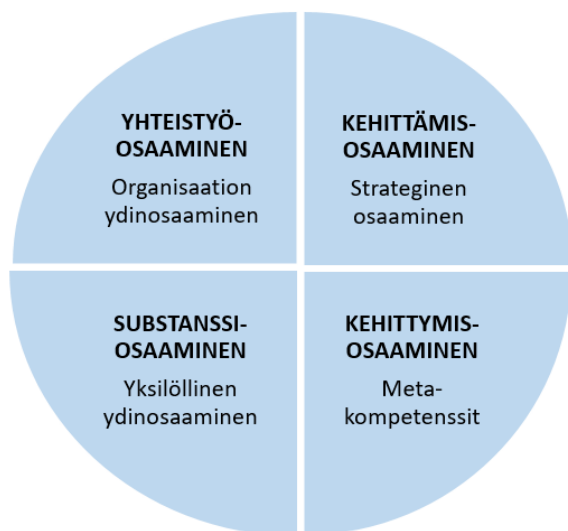 YHTEISTYÖ-
OSAAMINEN
Organisaation
ydinosaaminen
KEHITTÄMIS-
OSAAMINEN
Strateginen
osaaminen
SUBSTANSSI-
OSAAMINEN
Yksilöllinen
ydinosaaminen
KEHITTYMIS-
OSAAMINEN
Meta-
kompetenssit